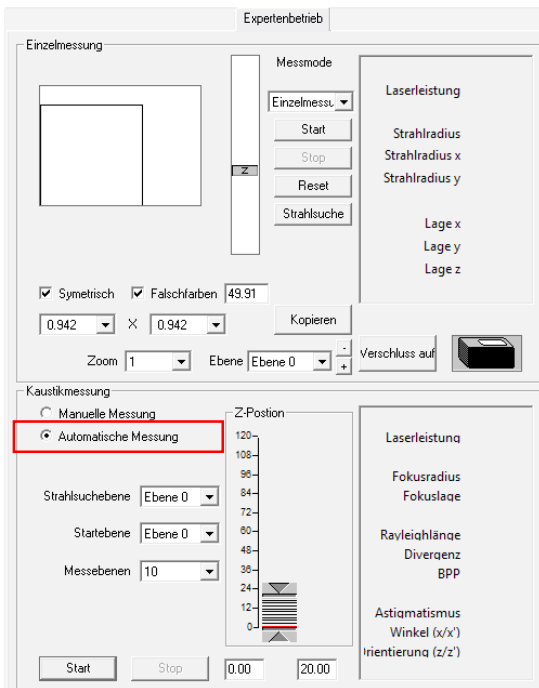 Expertenbetrieb
Einzelmessung
Messmode
Einzelmessu
Start
Stop
Reset
Strahlsuche
Z
Laserleistung
Strahlradius
Strahlradius x
Strahlradius y
Lage x
Lage y
Lage z
Symetrisch Falschfarben 49.91
0.942 X 0.942
Kopieren
Zoom 1 Ebene Ebene 0 - +
Verschluss auf
Kaustikmessung
Manuelle Messung
Automatische Messung
Strahlsuchebene Ebene 0
Startebene Ebene 0
Messebenen 10
Z-Postion
120
108
96
84
72
60
48
36
24
12
0
Laserleistung
Fokusradius
Fokuslage
Rayleighlänge
Divergenz
BPP
Astigmatismus
Winkel (x/x')
rientierung (z/z')
Start Stop 0.00 20.00